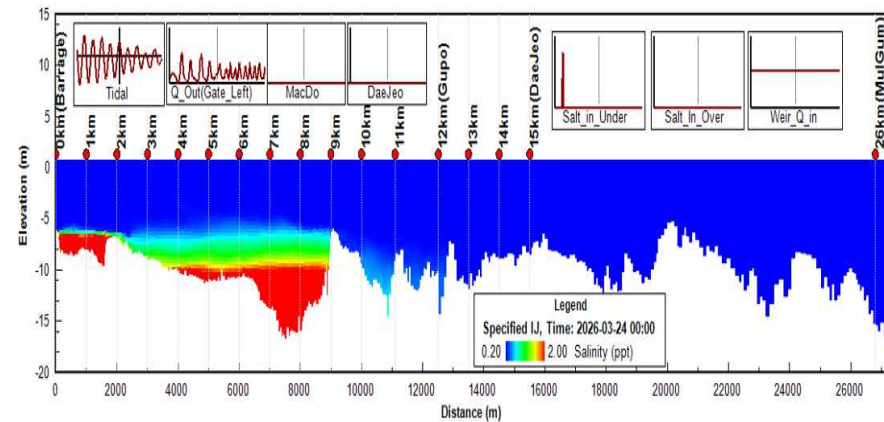 15
10
5
0
-5
-10
-15
-20
Elevation (m)
Tidal
Q_Out(Gate_Left)
MacDo
DaeJeo
Salt_in_Under
Salt_In_Over
Weir_Q_in
0km(Barrage)
1km
2km
3km
4km
5km
6km
7km
8km
9km
10km
11km
12km(Gupo)
13km
14km
15km(DaeJeo)
26km(MulGum)
Legend
Specified IJ, Time: 2026-03-24 00:00
0.20 2.00 Salinity (ppt)
0 2000 4000 6000 8000 10000 12000 14000 16000 18000 20000 22000 24000 26000
Distance (m)